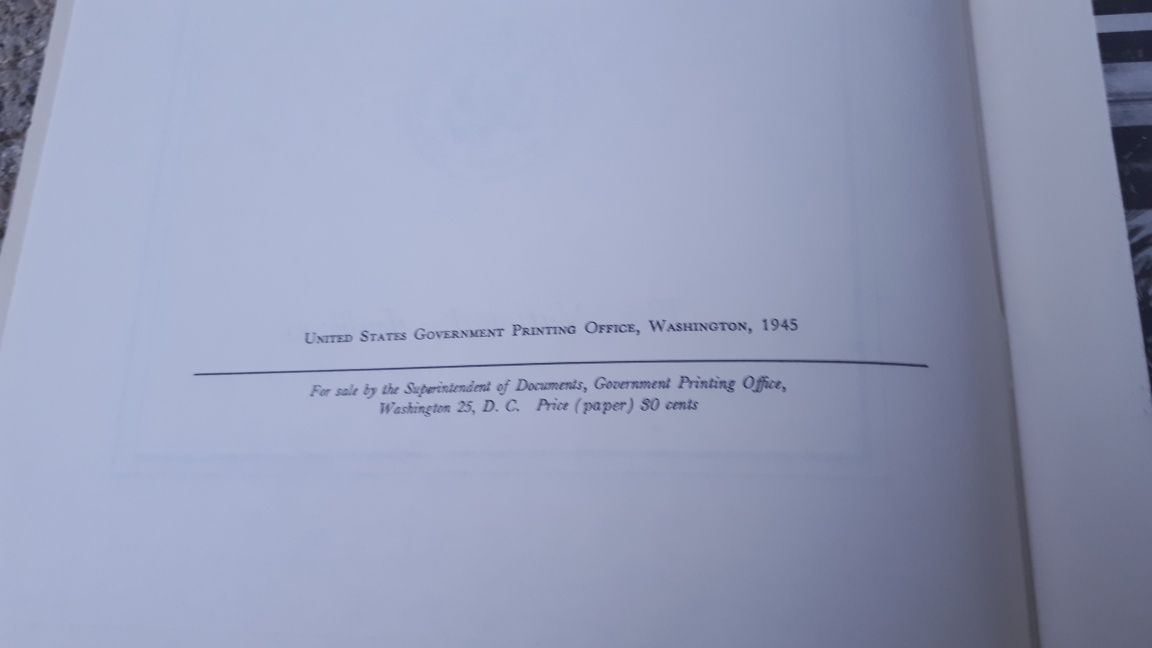 United States Government Printing Office, Washington, 1945
For sale by the Superintendent of Documents, Government Printing Office,
Washington 25, D. C. Price (paper) 30 cents